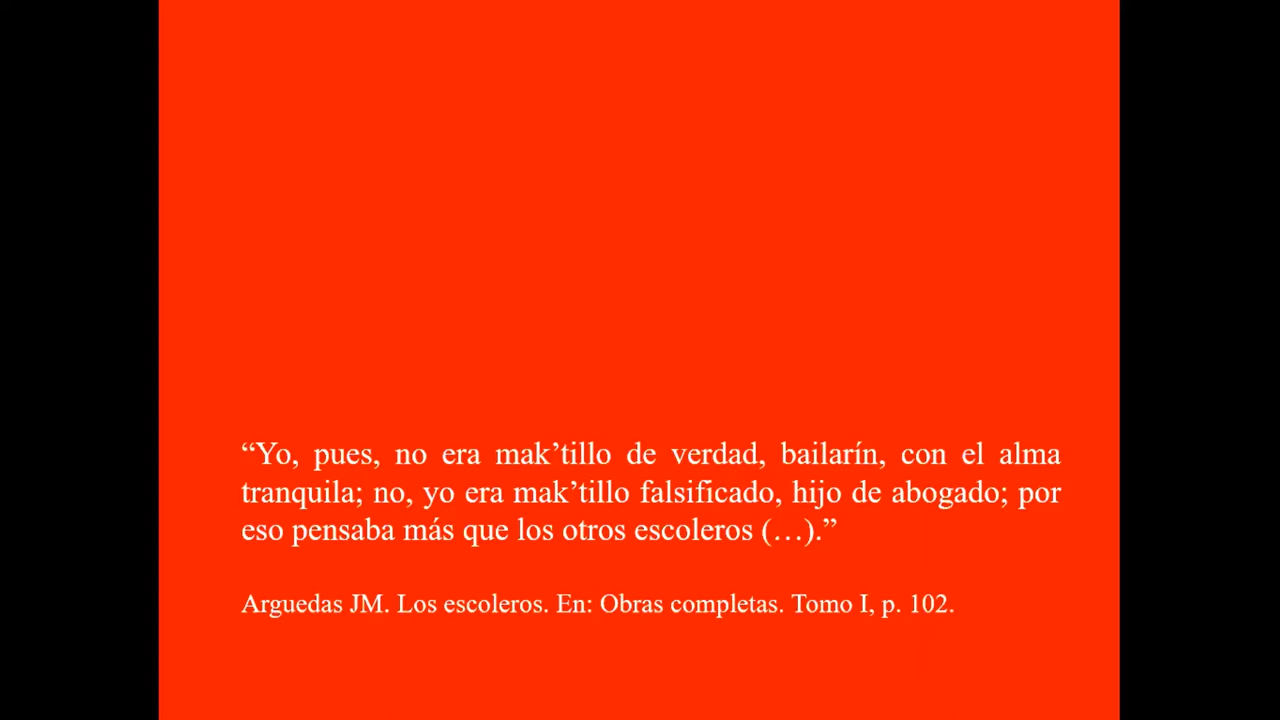 “Yo, pues, no era mak’tillo de verdad, bailarín, con el alma
tranquila; no, yo era mak’tillo falsificado, hijo de abogado; por
eso pensaba más que los otros escoleros (…).”
Arguedas JM. Los escoleros. En: Obras completas. Tomo I, p. 102.